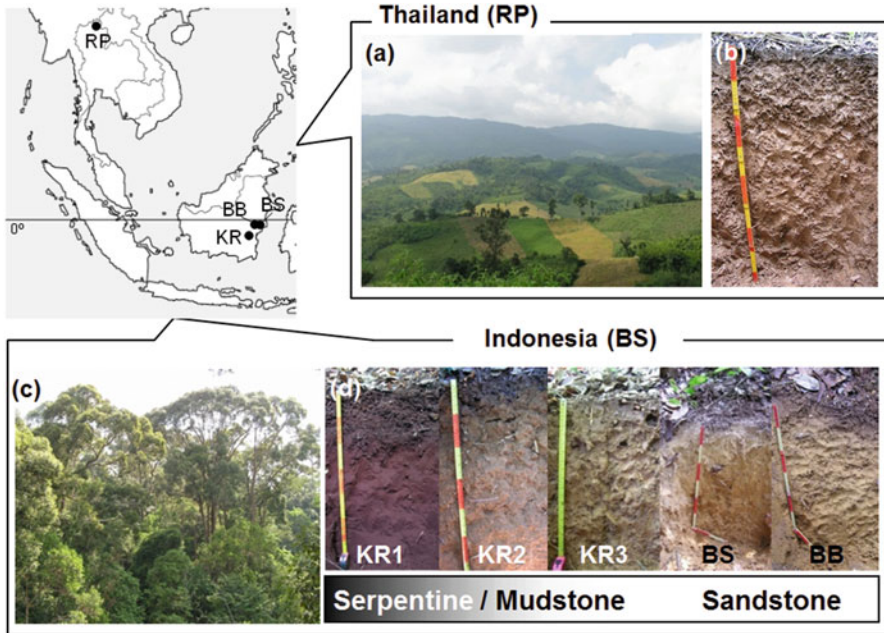 Thailand (RP)
RP
BB
BS
KR
0°
(a)
(b)
Indonesia (BS)
(c)
(d)
KR1
KR2
KR3
BS
BB
Serpentine / Mudstone
Sandstone